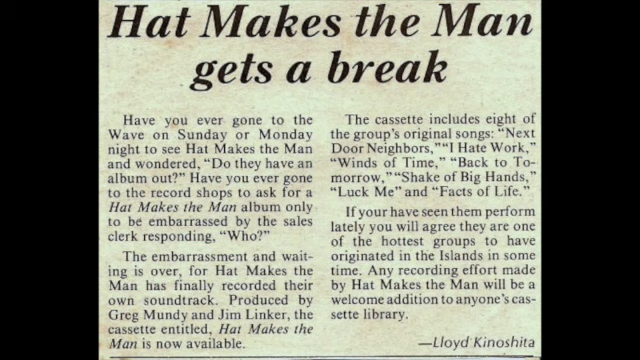 Hat Makes the Man
gets a break
Have you ever gone to the
Wave on Sunday or Monday
night to see Hat Makes the Man
and wondered, “Do they have an
album out?” Have you ever gone
to the record shops to ask for a
Hat Makes the Man album only
to be embarrassed by the sales
clerk responding, “Who?”
The embarrassment and wait-
ing is over, for Hat Makes the
Man has finally recorded their
own soundtrack. Produced by
Greg Mundy and Jim Linker, the
cassette entitled, Hat Makes the
Man is now available.
The cassette includes eight of
the group’s original songs: “Next
Door Neighbors,” “I Hate Work,”
“Winds of Time,” “Back to To-
morrow,” “Shake of Big Hands,”
“Luck Me” and “Facts of Life.”
If your have seen them perform
lately you will agree they are one
of the hottest groups to have
originated in the Islands in some
time. Any recording effort made
by Hat Makes the Man will be a
welcome addition to anyone’s cas-
sette library.
—Lloyd Kinoshita